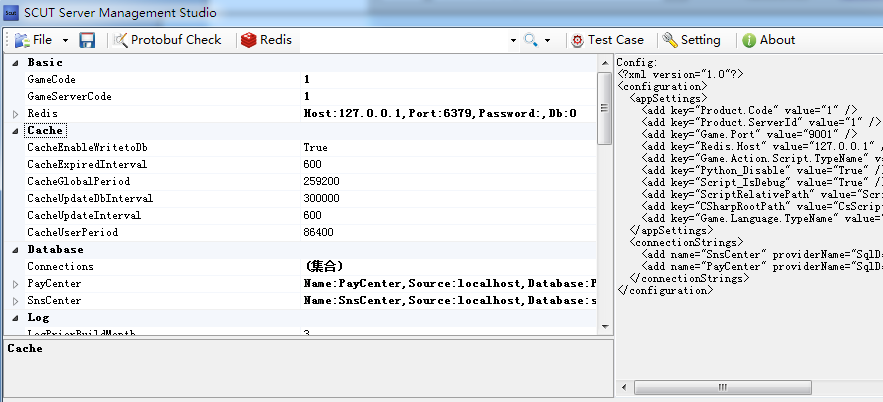 SCUT Server Management Studio
File Protobuf Check Redis Test Case Setting About
Basic
GameCode 1
GameServerCode 1
Redis Host:127.0.0.1,Port:6379,Password:,Db:0
Cache
CacheEnableWritetoDb True
CacheExpiredInterval 600
CacheGlobalPeriod 259200
CacheUpdateDbInterval 300000
CacheUpdateInterval 600
CacheUserPeriod 86400
Database
Connections (集合)
PayCenter Name:PayCenter,Source:localhost,Database:P
SnsCenter Name:SnsCenter,Source:localhost,Database:s
Log
LogPriorBuildMonth 3
Cache
Config:
<?xml version="1.0"?>
<configuration>
<appSettings>
<add key="Product.Code" value="1" />
<add key="Product.ServerId" value="1" />
<add key="Game.Port" value="9001" />
<add key="Redis.Host" value="127.0.0.1" /
<add key="Game.Action.Script.TypeName" va
<add key="Python_Disable" value="True" /
<add key="Script_IsDebug" value="True" /
<add key="ScriptRelativePath" value="Scri
<add key="CSharpRootPath" value="CsScript
<add key="Game.Language.TypeName" value="
</appSettings>
<connectionStrings>
<add name="SnsCenter" providerName="SqlDa
<add name="PayCenter" providerName="SqlDa
</connectionStrings>
</configuration>